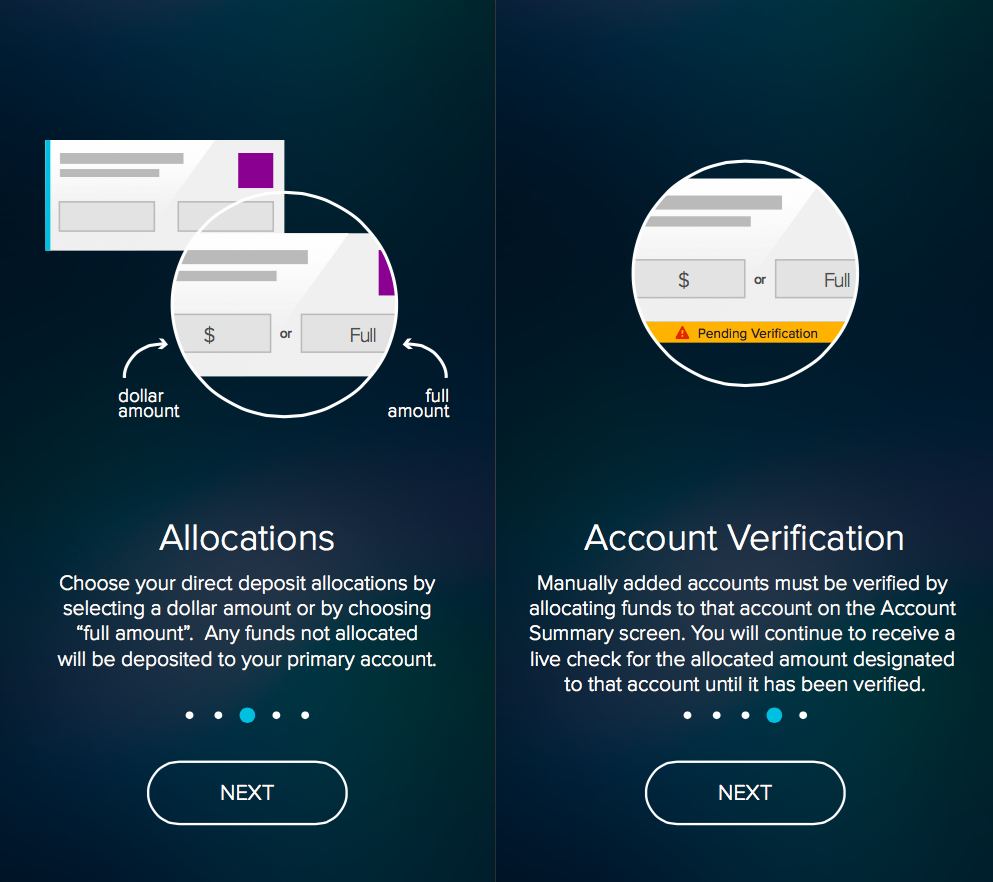 $
or
Full
dollar
amount
full
amount
Allocations
Choose your direct deposit allocations by
selecting a dollar amount or by choosing
“full amount”.  Any funds not allocated
will be deposited to your primary account.
NEXT
$
or
Full
Pending Verification
Account Verification
Manually added accounts must be verified by
allocating funds to that account on the Account
Summary screen. You will continue to receive a
live check for the allocated amount designated
to that account until it has been verified.
NEXT